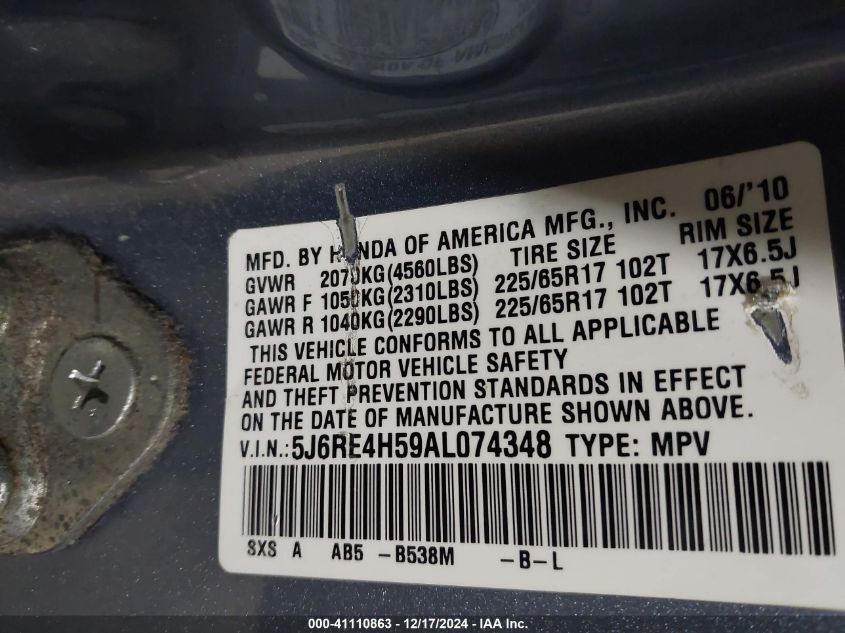 MFD. BY HONDA OF AMERICA MFG., INC. 06/'10
GVWR 2070KG(4560LBS) TIRE SIZE RIM SIZE
GAWR F 1050KG(2310LBS) 225/65R17 102T 17X6.5J
GAWR R 1040KG(2290LBS) 225/65R17 102T 17X6.5J
THIS VEHICLE CONFORMS TO ALL APPLICABLE
FEDERAL MOTOR VEHICLE SAFETY
AND THEFT PREVENTION STANDARDS IN EFFECT
ON THE DATE OF MANUFACTURE SHOWN ABOVE.
V.I.N.:5J6RE4H59AL074348 TYPE: MPV
SXS A AB5 -B538M -B-L
000-41110863 - 12/17/2024 - IAA Inc.